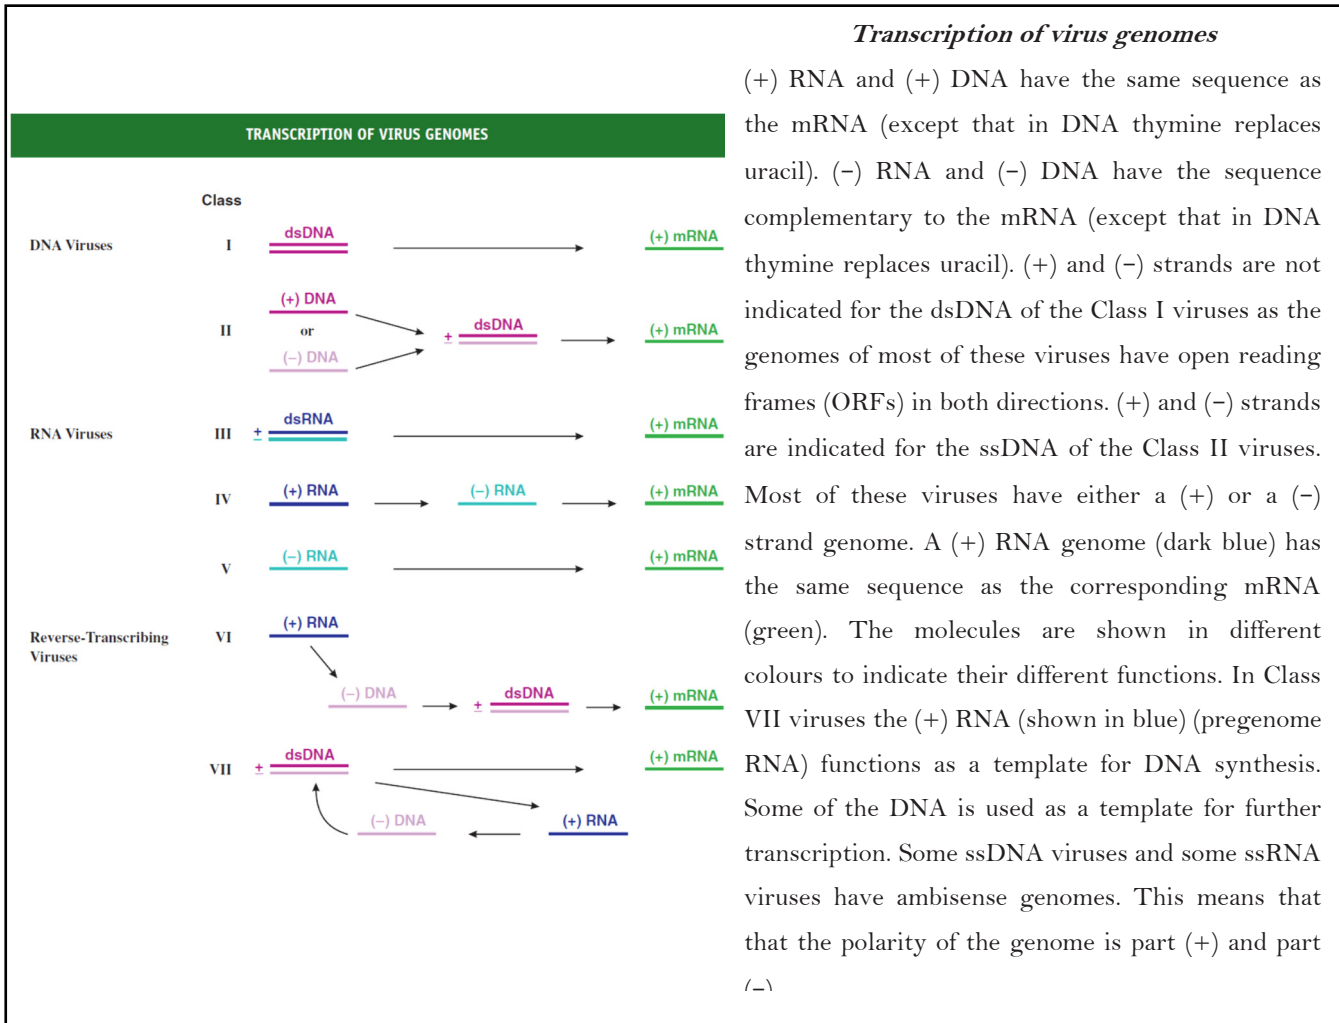 TRANSCRIPTION OF VIRUS GENOMES
Class
DNA Viruses I dsDNA (+) mRNA
II (+) DNA
or
(−) DNA
± dsDNA (+) mRNA
RNA Viruses III ± dsRNA (+) mRNA
IV (+) RNA (−) RNA (+) mRNA
V (−) RNA (+) mRNA
Reverse-Transcribing
Viruses
VI (+) RNA
(−) DNA ± dsDNA (+) mRNA
VII ± dsDNA (+) mRNA
(−) DNA (+) RNA
Transcription of virus genomes
(+) RNA and (+) DNA have the same sequence as
the mRNA (except that in DNA thymine replaces
uracil). (−) RNA and (−) DNA have the sequence
complementary to the mRNA (except that in DNA
thymine replaces uracil). (+) and (−) strands are not
indicated for the dsDNA of the Class I viruses as the
genomes of most of these viruses have open reading
frames (ORFs) in both directions. (+) and (−) strands
are indicated for the ssDNA of the Class II viruses.
Most of these viruses have either a (+) or a (−)
strand genome. A (+) RNA genome (dark blue) has
the same sequence as the corresponding mRNA
(green). The molecules are shown in different
colours to indicate their different functions. In Class
VII viruses the (+) RNA (shown in blue) (pregenome
RNA) functions as a template for DNA synthesis.
Some of the DNA is used as a template for further
transcription. Some ssDNA viruses and some ssRNA
viruses have ambisense genomes. This means that
that the polarity of the genome is part (+) and part
(−)